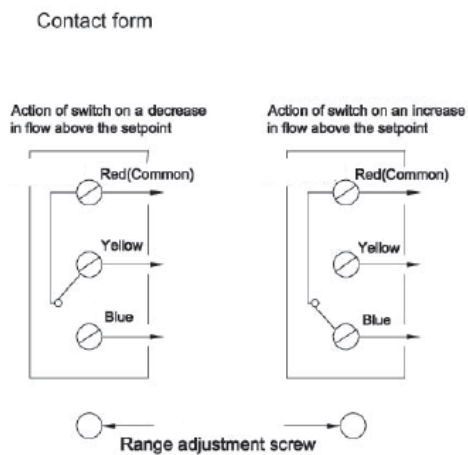 Contact form
Action of switch on a decrease
in flow above the setpoint
Red(Common)
Yellow
Blue
Action of switch on an increase
in flow above the setpoint
Red(Common)
Yellow
Blue
Range adjustment screw